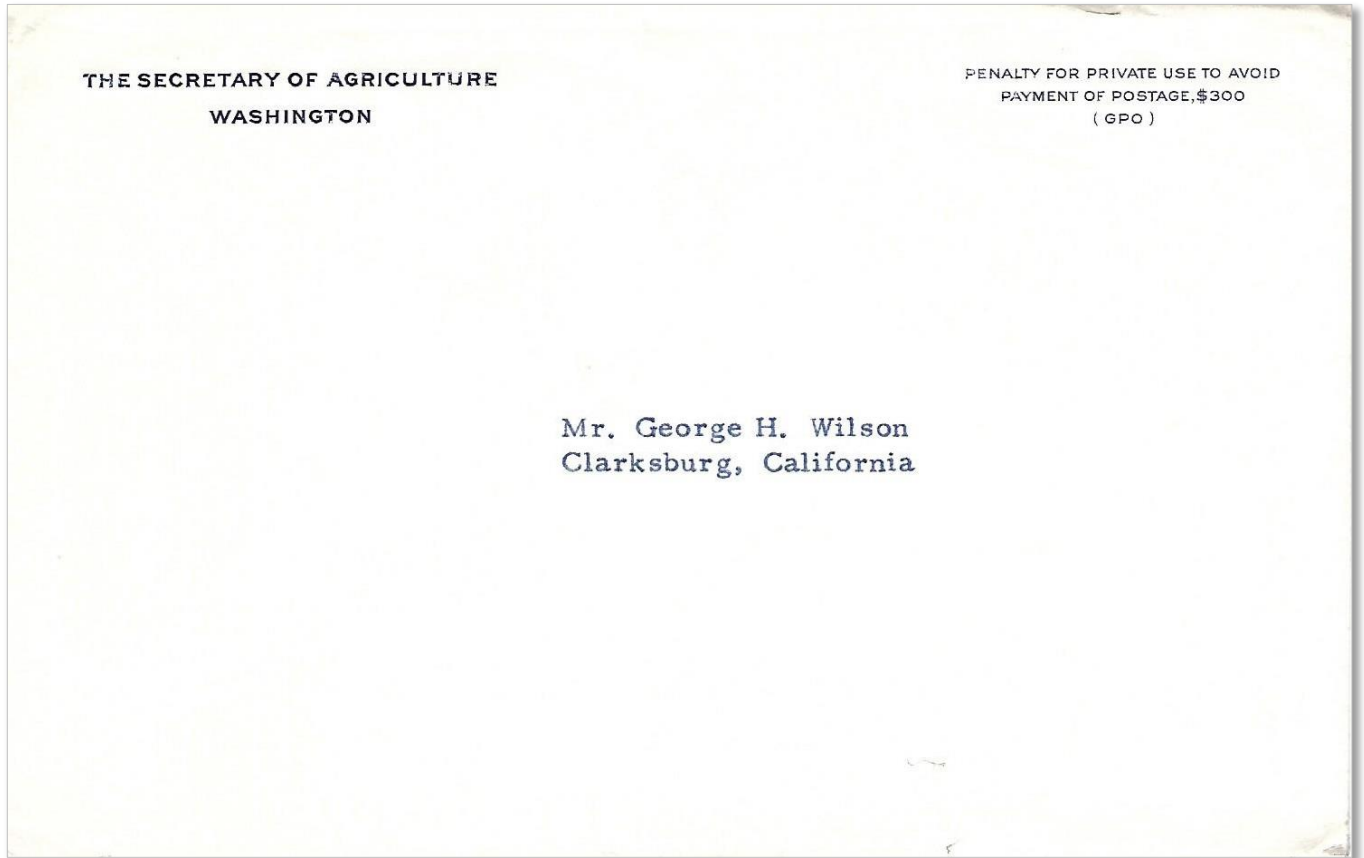 THE SECRETARY OF AGRICULTURE
WASHINGTON
PENALTY FOR PRIVATE USE TO AVOID
PAYMENT OF POSTAGE,$300
( GPO )
Mr. George H. Wilson
Clarksburg, California